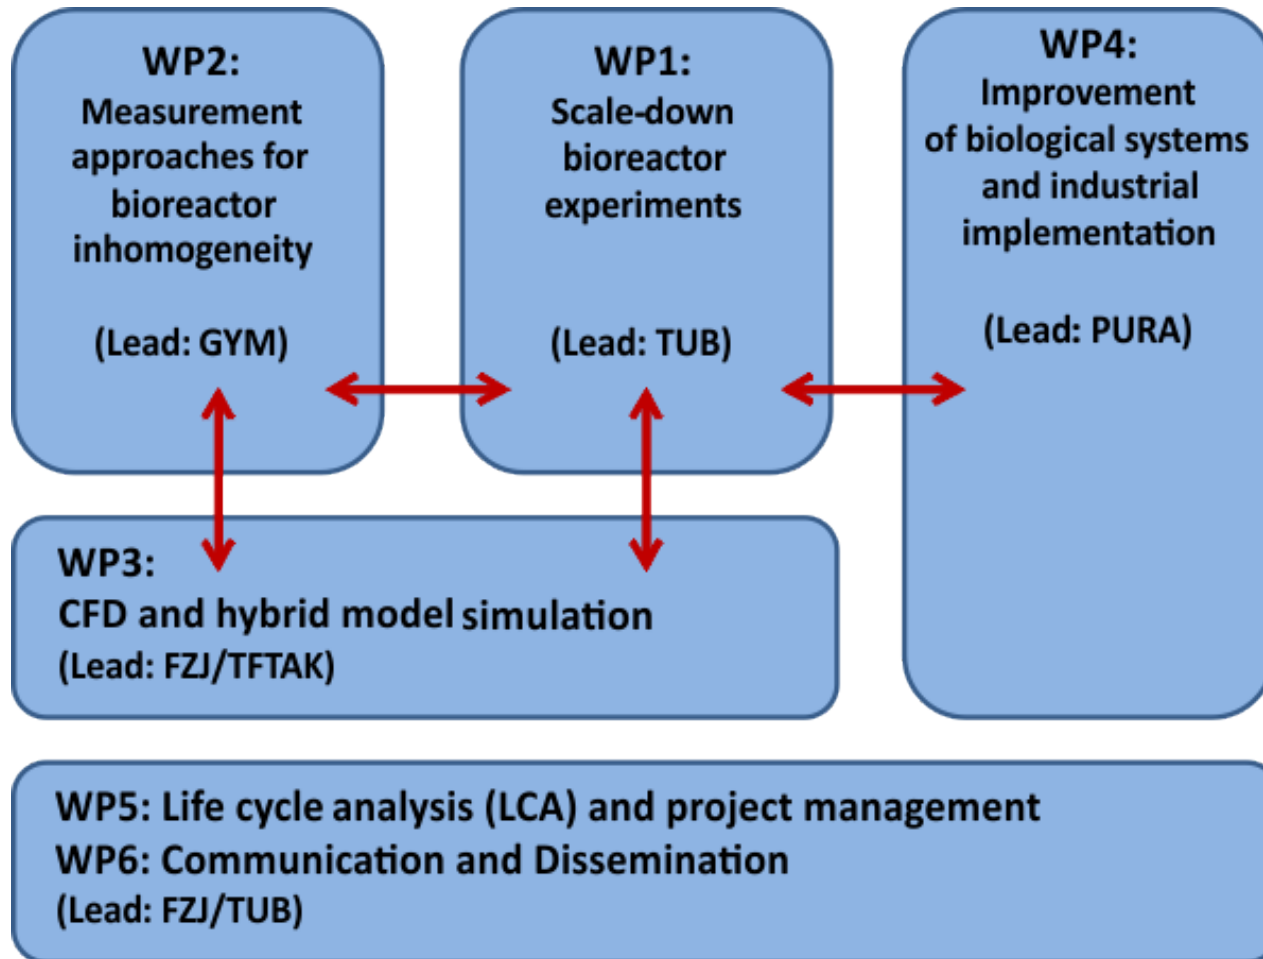 WP2:
Measurement
approaches for
bioreactor
inhomogeneity
(Lead: GYM)
WP1:
Scale-down
bioreactor
experiments
(Lead: TUB)
WP4:
Improvement
of biological systems
and industrial
implementation
(Lead: PURA)
WP3:
CFD and hybrid model simulation
(Lead: FZJ/TFTAK)
WP5: Life cycle analysis (LCA) and project management
WP6: Communication and Dissemination
(Lead: FZJ/TUB)